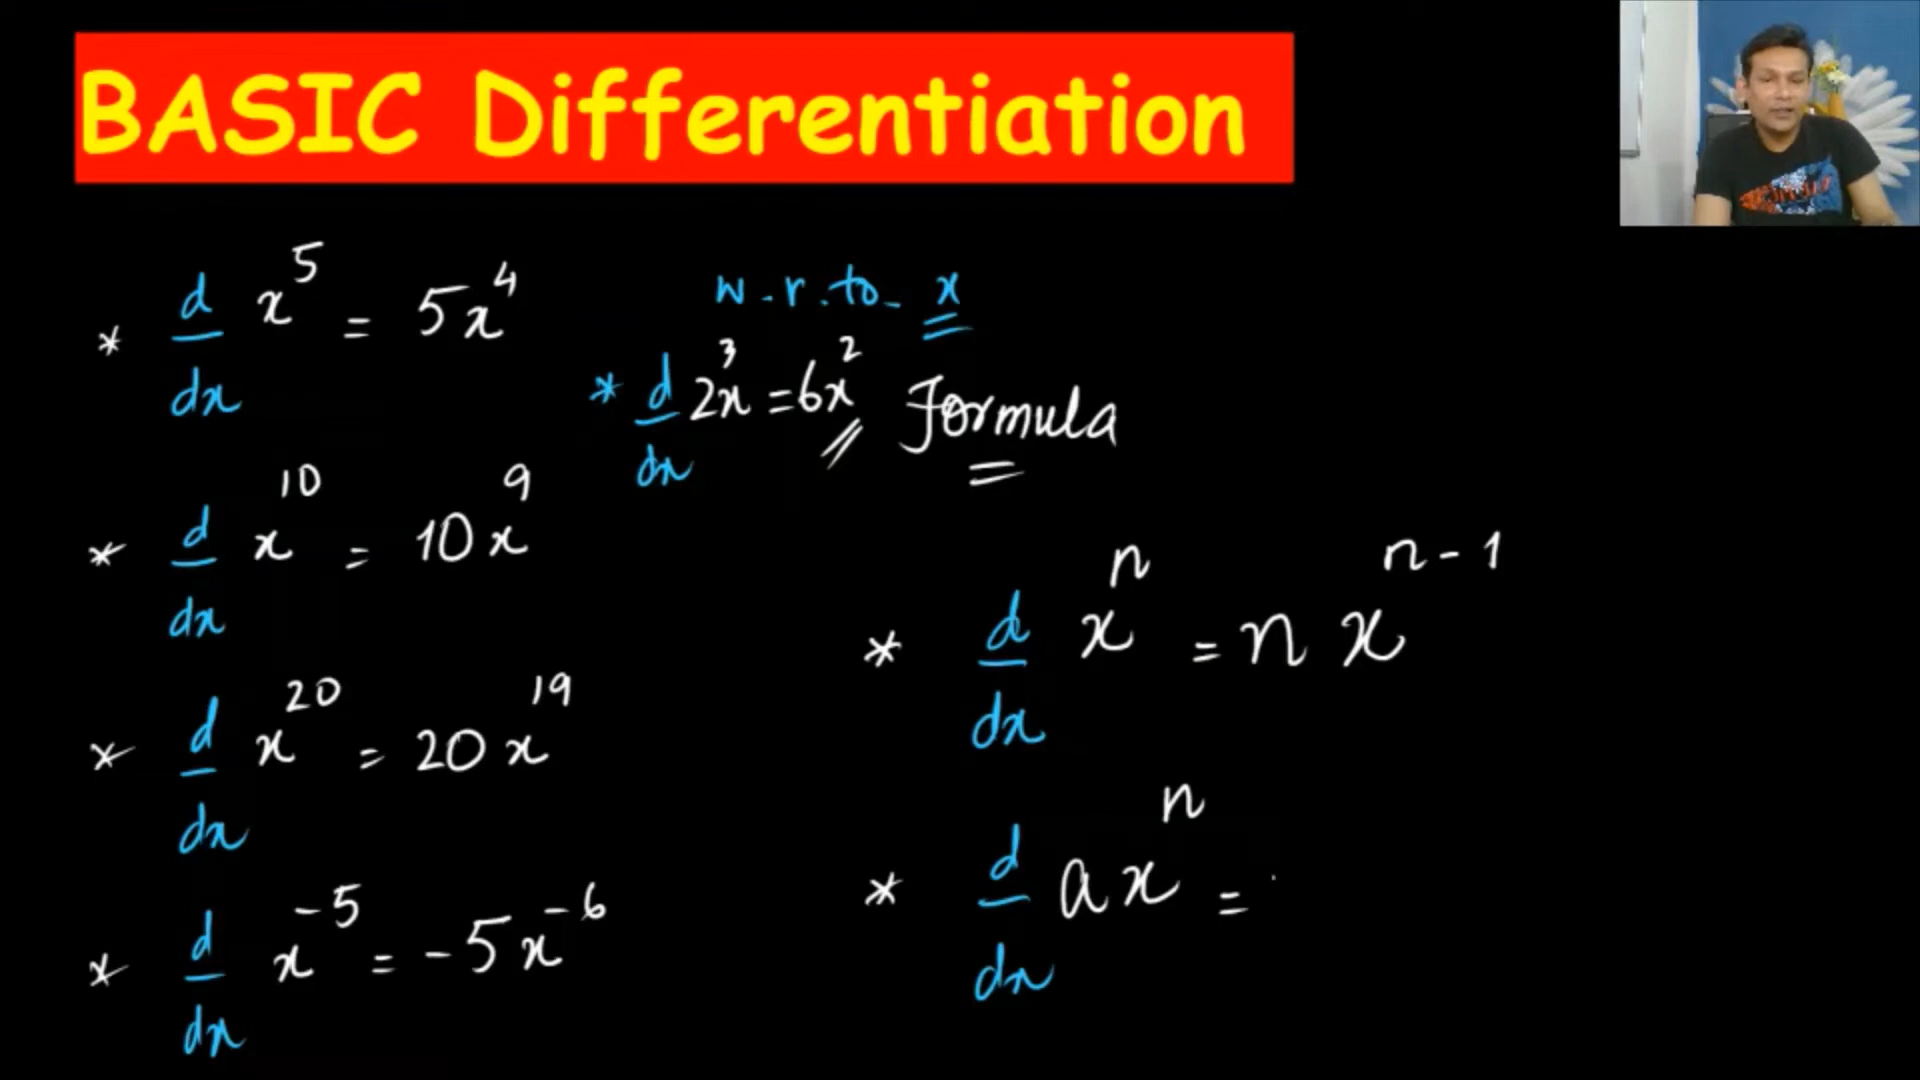 BASIC Differentiation
* d/dx x^5 = 5x^4
w.r.to. x
* d/dx 2x^3 = 6x^2
Formula
* d/dx x^10 = 10x^9
* d/dx x^n = n x^n-1
* d/dx x^20 = 20x^19
* d/dx ax^n =
* d/dx x^-5 = -5x^-6